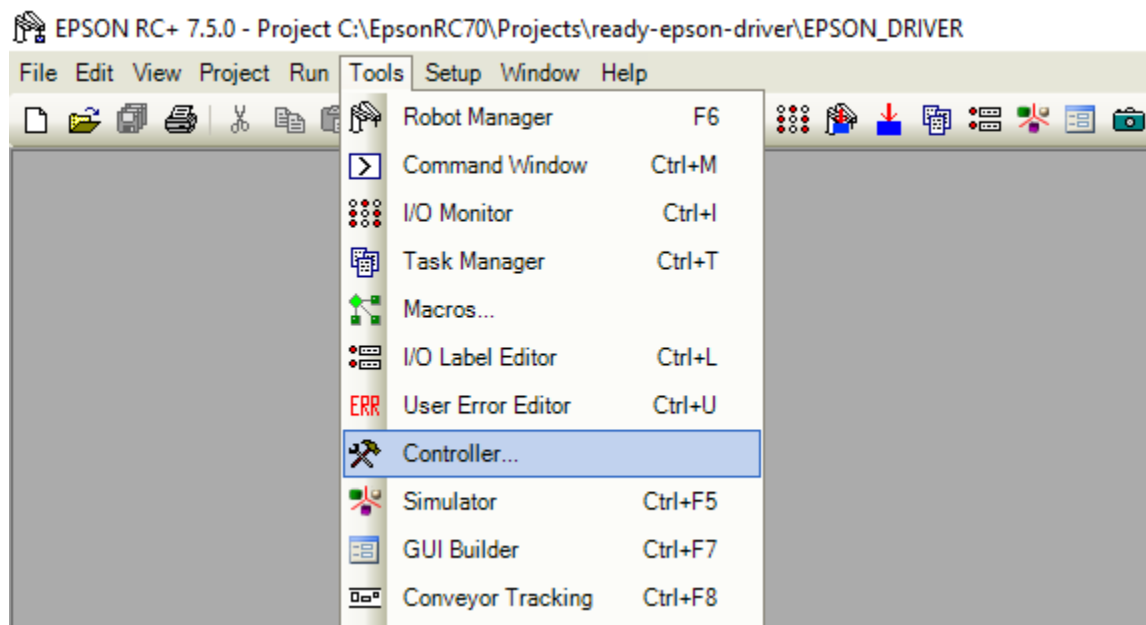 EPSON RC+ 7.5.0 - Project C:\EpsonRC70\Projects\ready-epson-driver\EPSON_DRIVER
File Edit View Project Run Tools Setup Window Help
Robot Manager F6
Command Window Ctrl+M
I/O Monitor Ctrl+I
Task Manager Ctrl+T
Macros...
I/O Label Editor Ctrl+L
ERR User Error Editor Ctrl+U
Controller...
Simulator Ctrl+F5
GUI Builder Ctrl+F7
Conveyor Tracking Ctrl+F8